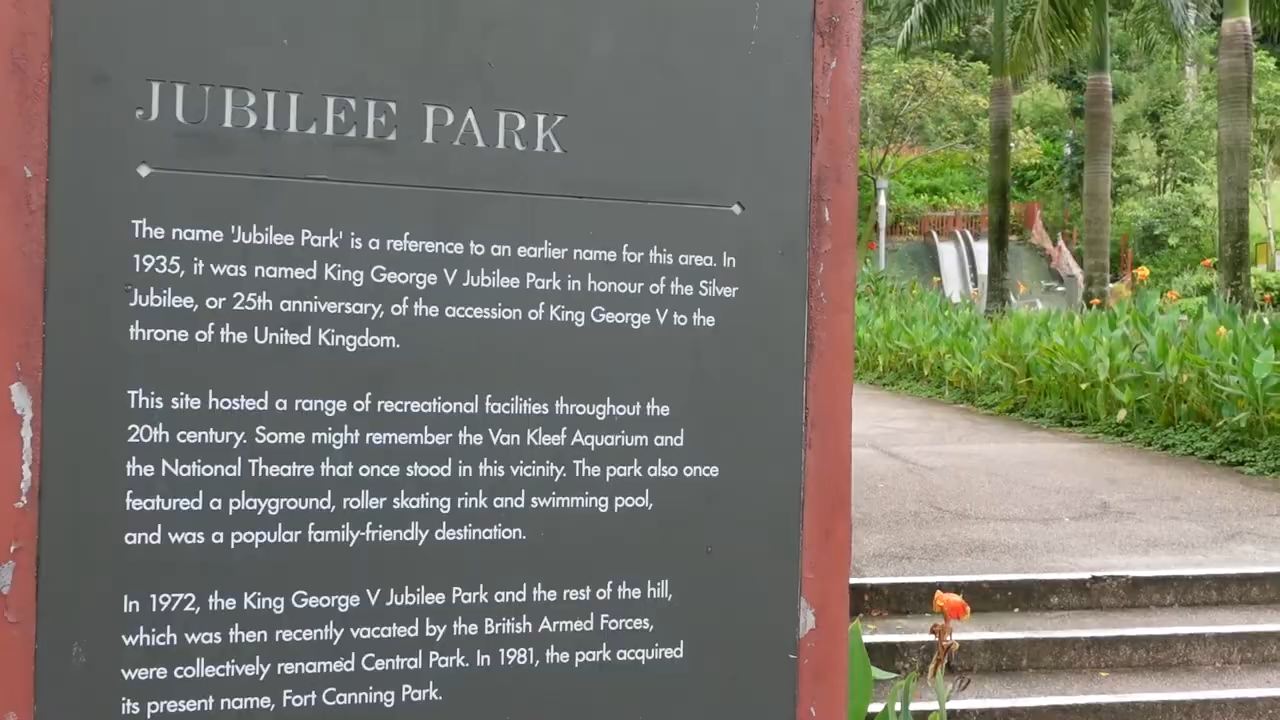 JUBILEE PARK
The name 'Jubilee Park' is a reference to an earlier name for this area. In
1935, it was named King George V Jubilee Park in honour of the Silver
Jubilee, or 25th anniversary, of the accession of King George V to the
throne of the United Kingdom.
This site hosted a range of recreational facilities throughout the
20th century. Some might remember the Van Kleef Aquarium and
the National Theatre that once stood in this vicinity. The park also once
featured a playground, roller skating rink and swimming pool,
and was a popular family-friendly destination.
In 1972, the King George V Jubilee Park and the rest of the hill,
which was then recently vacated by the British Armed Forces,
were collectively renamed Central Park. In 1981, the park acquired
its present name, Fort Canning Park.